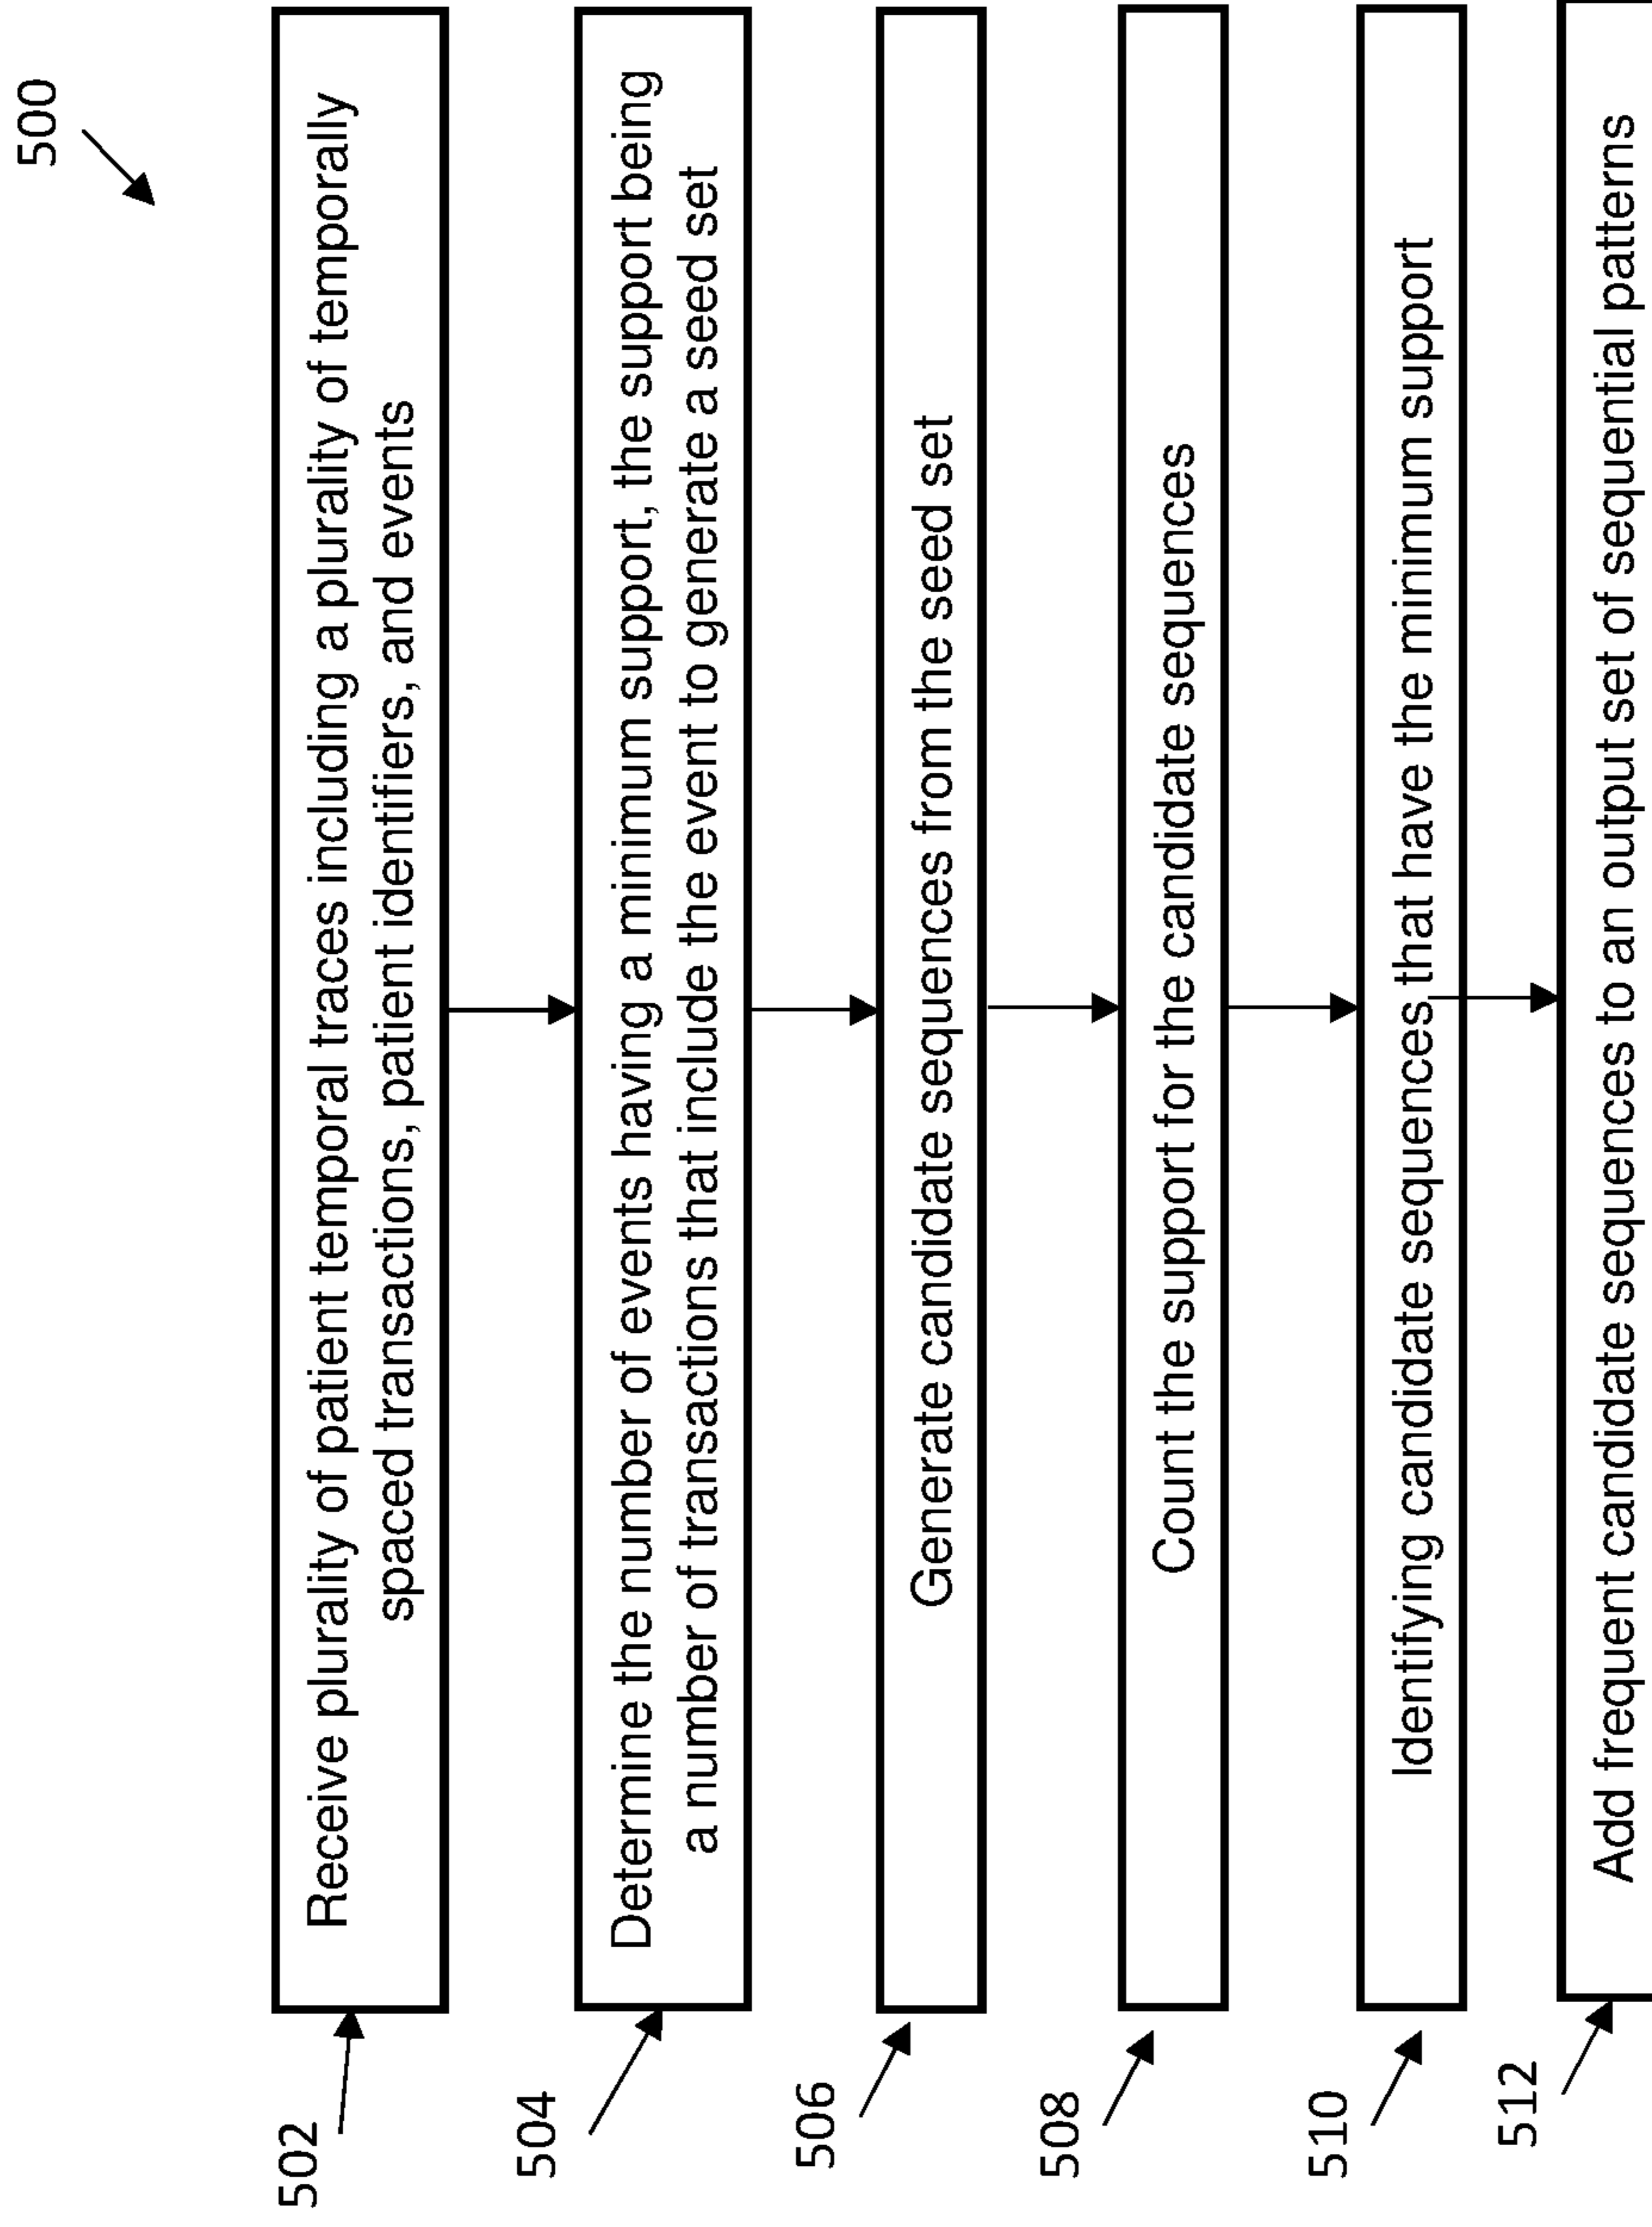 500
502
Receive plurality of patient temporal traces including a plurality of temporally
spaced transactions, patient identifiers, and events
504
Determine the number of events having a minimum support, the support being
a number of transactions that include the event to generate a seed set
506
Generate candidate sequences from the seed set
508
Count the support for the candidate sequences
510
Identifying candidate sequences that have the minimum support
512
Add frequent candidate sequences to an output set of sequential patterns